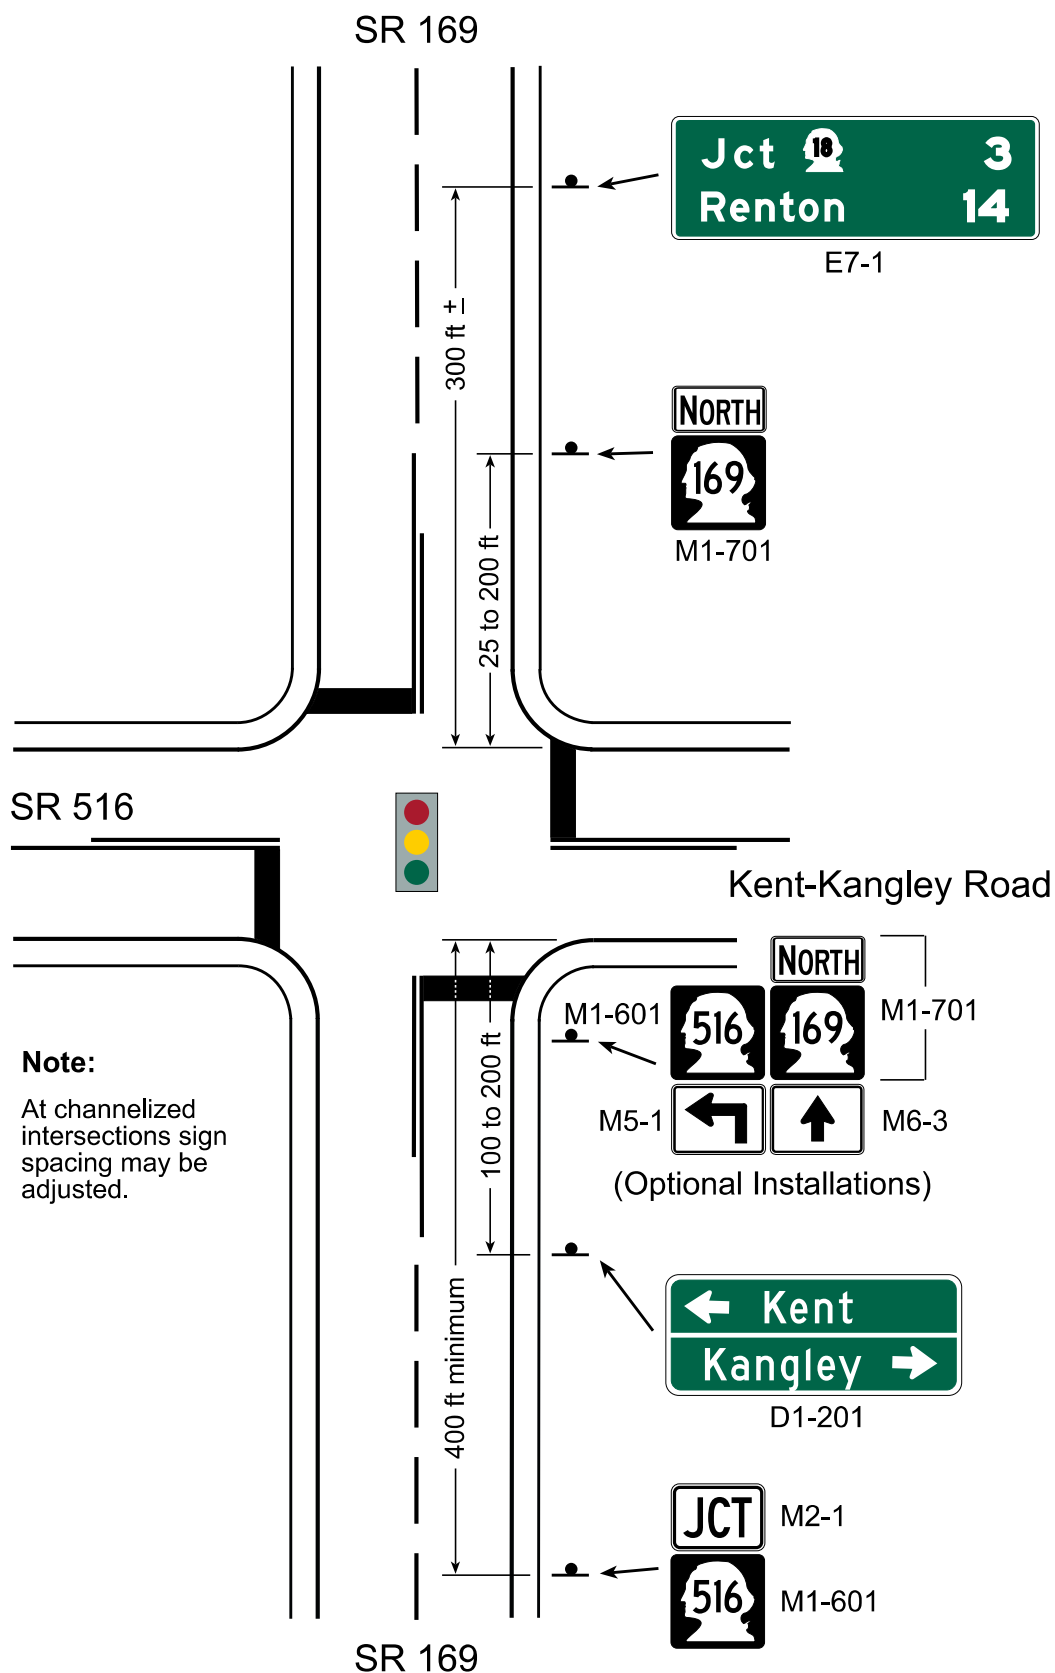 SR 169
Jct 18 3
Renton 14
E7-1
300 ft ±
NORTH
169
M1-701
25 to 200 ft
SR 516
Kent-Kangley Road
NORTH
M1-601
516
169
M1-701
Note:
At channelized
intersections sign
spacing may be
adjusted.
100 to 200 ft
M5-1
M6-3
(Optional Installations)
400 ft minimum
Kent
Kangley
D1-201
JCT
M2-1
516
M1-601
SR 169